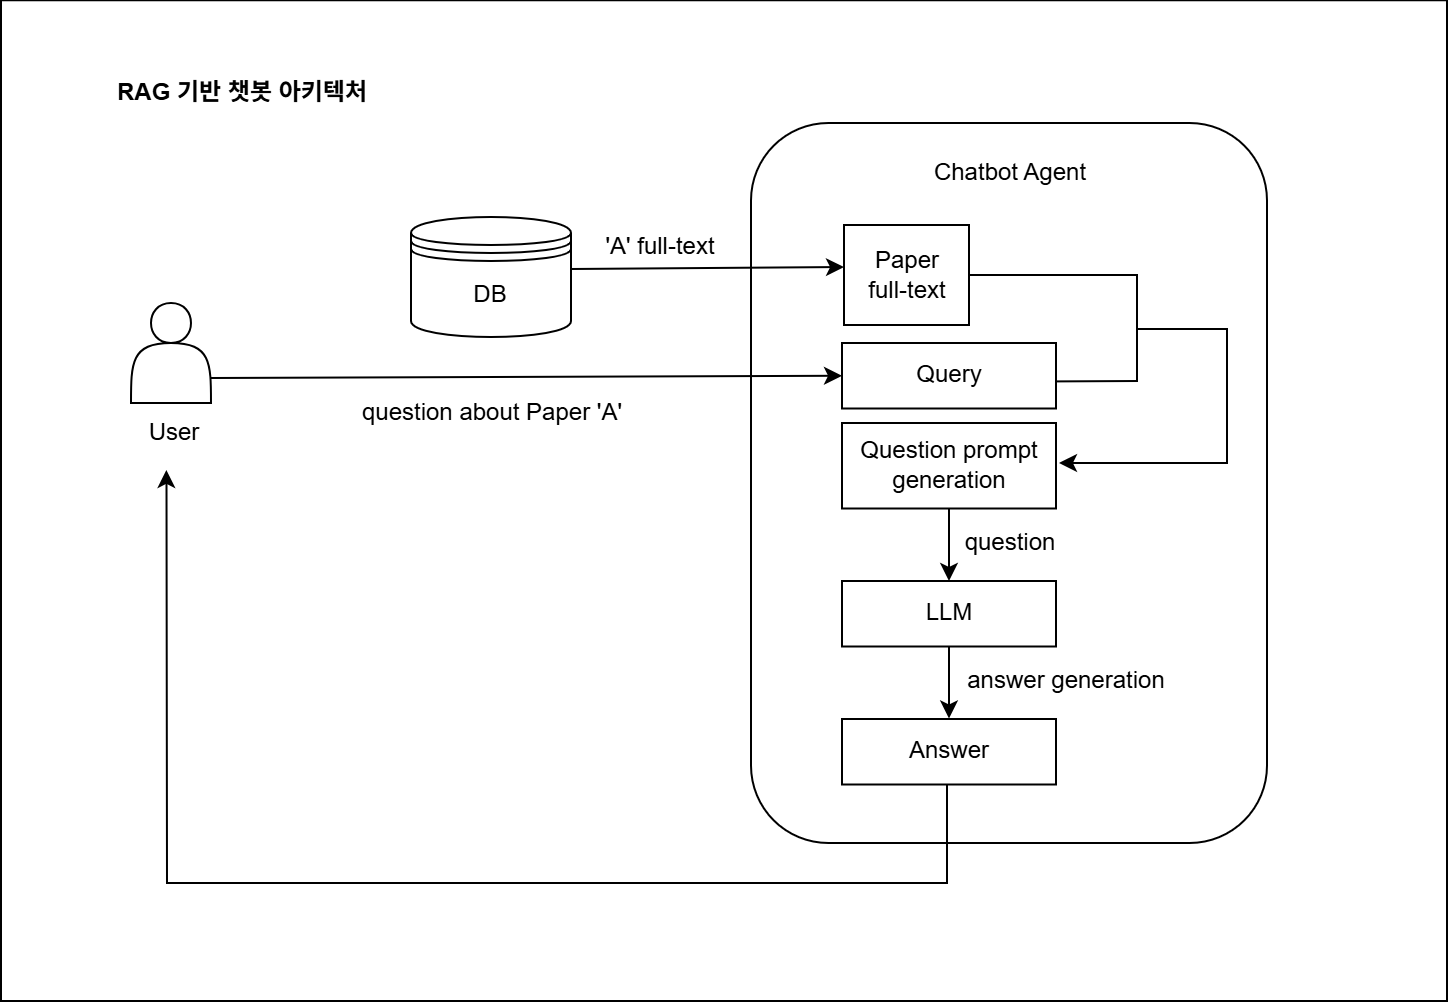 RAG 기반 챗봇 아키텍처
Chatbot Agent
'A' full-text
Paper
full-text
DB
Query
question about Paper 'A'
User
Question prompt
generation
question
LLM
answer generation
Answer